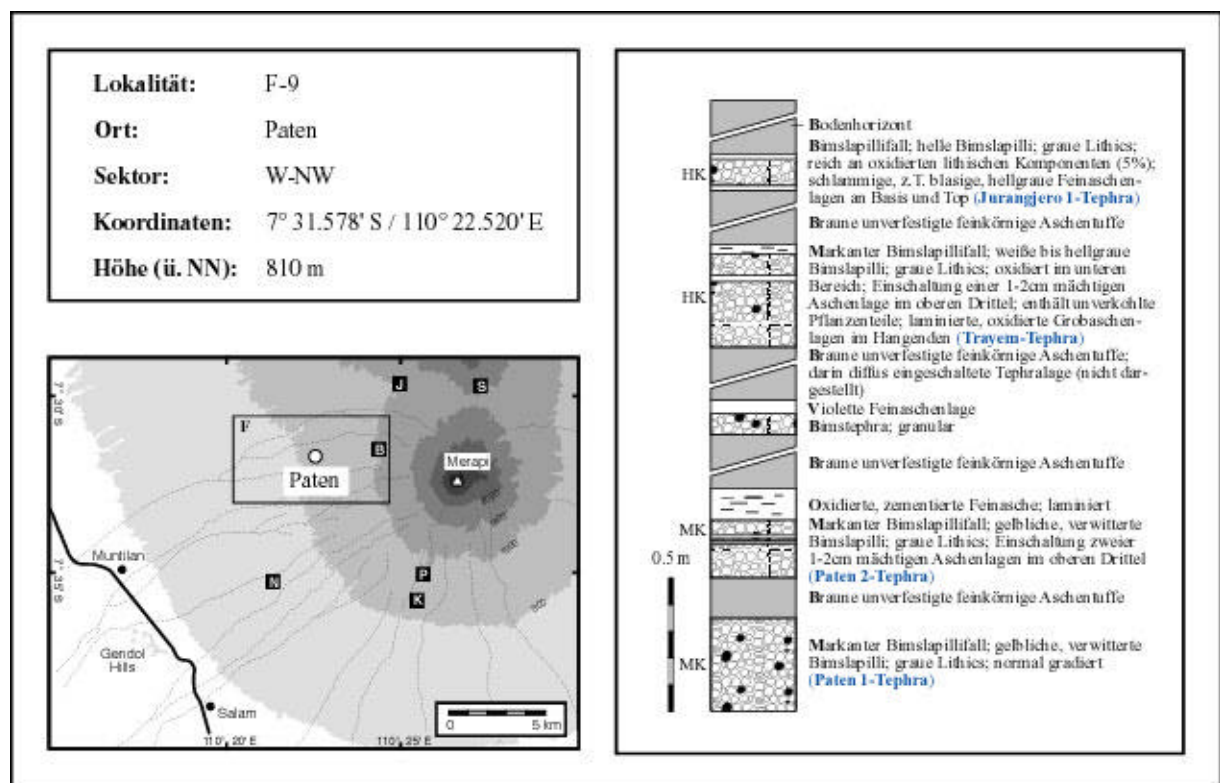 Lokalität: F-9
Ort: Paten
Sektor: W-NW
Koordinaten: 7° 31.578' S / 110° 22.520' E
Höhe (ü. NN): 810 m
7° 30' S
7° 35' S
J
S
F
B
Merapi
Paten
Muntilan
N
P
K
Gendol
Hills
Salam
0 5 km
110° 20' E
110° 25' E
Bodenhorizont
HK
Bimslapillifall; helle Bimslapilli; graue Lithics;
reich an oxidierten lithischen Komponenten (5%);
schlammige, z.T. blasige, hellgraue Feinaschen-
lagen an Basis und Top (Jurangjero 1-Tephra)
Braune unverfestigte Aschentuffe
HK
Markanter Bimslapillifall; weiße bis hellgraue
Bimslapilli; graue Lithics; oxidiert im unteren
Bereich; Einschaltung einer 1-2cm mächtigen
Aschenlage im oberen Drittel; enthält unverkohlte
Pflanzenteile; laminierte, oxidierte Grobaschen-
lagen im Hangenden (Trayem-Tephra)
Braune unverfestigte feinkörnige Aschentuffe;
darin diffus eingeschaltete Tephralage (nicht dar-
gestellt)
Violette Feinaschenlage
Bimstephra; granular
Braune unverfestigte feinkörnige Aschentuffe
Oxidierte, zementierte Feinasche; laminiert
MK
Markanter Bimslapillifall; gelbliche, verwitterte
Bimslapilli; graue Lithics; Einschaltung zweier
1-2cm mächtigen Aschenlagen im oberen Drittel
(Paten 2-Tephra)
0.5 m
Braune unverfestigte feinkörnige Aschentuffe
MK
Markanter Bimslapillifall; gelbliche, verwitterte
Bimslapilli; graue Lithics; normal gradiert
(Paten 1-Tephra)